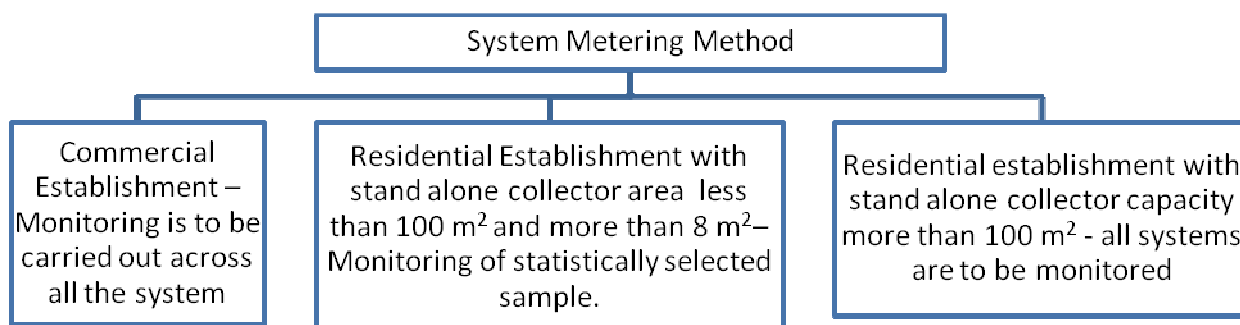 System Metering Method
Commercial
Establishment –
Monitoring is to be
carried out across
all the system
Residential Establishment with
stand alone collector area  less
than 100 m² and more than 8 m²–
Monitoring of statistically selected
sample.
Residential establishment with
stand alone collector capacity
more than 100 m² - all systems
are to be monitored